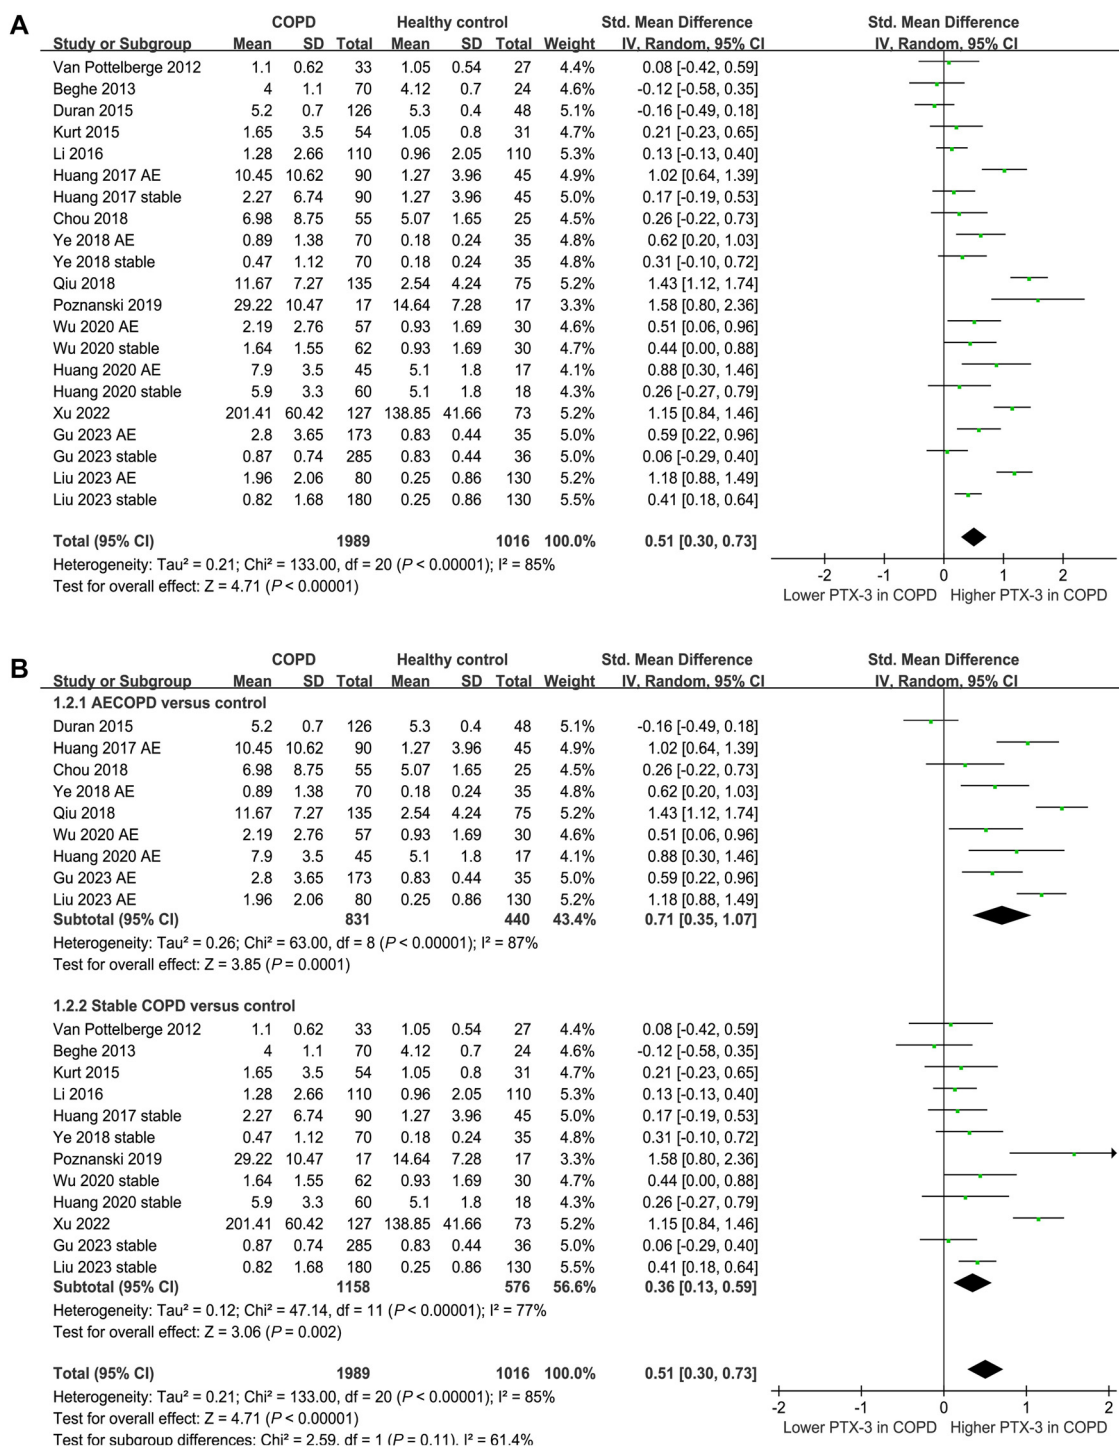 A
COPD Healthy control Std. Mean Difference Std. Mean Difference
Study or Subgroup Mean SD Total Mean SD Total Weight IV, Random, 95% CI IV, Random, 95% CI
Van Pottelberge 2012 1.1 0.62 33 1.05 0.54 27 4.4% 0.08 [-0.42, 0.59]
Beghe 2013 4 1.1 70 4.12 0.7 24 4.6% -0.12 [-0.58, 0.35]
Duran 2015 5.2 0.7 126 5.3 0.4 48 5.1% -0.16 [-0.49, 0.18]
Kurt 2015 1.65 3.5 54 1.05 0.8 31 4.7% 0.21 [-0.23, 0.65]
Li 2016 1.28 2.66 110 0.96 2.05 110 5.3% 0.13 [-0.13, 0.40]
Huang 2017 AE 10.45 10.62 90 1.27 3.96 45 4.9% 1.02 [0.64, 1.39]
Huang 2017 stable 2.27 6.74 90 1.27 3.96 45 5.0% 0.17 [-0.19, 0.53]
Chou 2018 6.98 8.75 55 5.07 1.65 25 4.5% 0.26 [-0.22, 0.73]
Ye 2018 AE 0.89 1.38 70 0.18 0.24 35 4.8% 0.62 [0.20, 1.03]
Ye 2018 stable 0.47 1.12 70 0.18 0.24 35 4.8% 0.31 [-0.10, 0.72]
Qiu 2018 11.67 7.27 135 2.54 4.24 75 5.2% 1.43 [1.12, 1.74]
Poznanski 2019 29.22 10.47 17 14.64 7.28 17 3.3% 1.58 [0.80, 2.36]
Wu 2020 AE 2.19 2.76 57 0.93 1.69 30 4.6% 0.51 [0.06, 0.96]
Wu 2020 stable 1.64 1.55 62 0.93 1.69 30 4.7% 0.44 [0.00, 0.88]
Huang 2020 AE 7.9 3.5 45 5.1 1.8 17 4.1% 0.88 [0.30, 1.46]
Huang 2020 stable 5.9 3.3 60 5.1 1.8 18 4.3% 0.26 [-0.27, 0.79]
Xu 2022 201.41 60.42 127 138.85 41.66 73 5.2% 1.15 [0.84, 1.46]
Gu 2023 AE 2.8 3.65 173 0.83 0.44 35 5.0% 0.59 [0.22, 0.96]
Gu 2023 stable 0.87 0.74 285 0.83 0.44 36 5.0% 0.06 [-0.29, 0.40]
Liu 2023 AE 1.96 2.06 80 0.25 0.86 130 5.2% 1.18 [0.88, 1.49]
Liu 2023 stable 0.82 1.68 180 0.25 0.86 130 5.5% 0.41 [0.18, 0.64]
Total (95% CI) 1989 1016 100.0% 0.51 [0.30, 0.73]
Heterogeneity: Tau² = 0.21; Chi² = 133.00, df = 20 (P < 0.00001); I² = 85%
Test for overall effect: Z = 4.71 (P < 0.00001)
-2 -1 0 1 2
Lower PTX-3 in COPD Higher PTX-3 in COPD
B
COPD Healthy control Std. Mean Difference Std. Mean Difference
Study or Subgroup Mean SD Total Mean SD Total Weight IV, Random, 95% CI IV, Random, 95% CI
1.2.1 AECOPD versus control
Duran 2015 5.2 0.7 126 5.3 0.4 48 5.1% -0.16 [-0.49, 0.18]
Huang 2017 AE 10.45 10.62 90 1.27 3.96 45 4.9% 1.02 [0.64, 1.39]
Chou 2018 6.98 8.75 55 5.07 1.65 25 4.5% 0.26 [-0.22, 0.73]
Ye 2018 AE 0.89 1.38 70 0.18 0.24 35 4.8% 0.62 [0.20, 1.03]
Qiu 2018 11.67 7.27 135 2.54 4.24 75 5.2% 1.43 [1.12, 1.74]
Wu 2020 AE 2.19 2.76 57 0.93 1.69 30 4.6% 0.51 [0.06, 0.96]
Huang 2020 AE 7.9 3.5 45 5.1 1.8 17 4.1% 0.88 [0.30, 1.46]
Gu 2023 AE 2.8 3.65 173 0.83 0.44 35 5.0% 0.59 [0.22, 0.96]
Liu 2023 AE 1.96 2.06 80 0.25 0.86 130 5.2% 1.18 [0.88, 1.49]
Subtotal (95% CI) 831 440 43.4% 0.71 [0.35, 1.07]
Heterogeneity: Tau² = 0.26; Chi² = 63.00, df = 8 (P < 0.00001); I² = 87%
Test for overall effect: Z = 3.85 (P = 0.0001)
1.2.2 Stable COPD versus control
Van Pottelberge 2012 1.1 0.62 33 1.05 0.54 27 4.4% 0.08 [-0.42, 0.59]
Beghe 2013 4 1.1 70 4.12 0.7 24 4.6% -0.12 [-0.58, 0.35]
Kurt 2015 1.65 3.5 54 1.05 0.8 31 4.7% 0.21 [-0.23, 0.65]
Li 2016 1.28 2.66 110 0.96 2.05 110 5.3% 0.13 [-0.13, 0.40]
Huang 2017 stable 2.27 6.74 90 1.27 3.96 45 5.0% 0.17 [-0.19, 0.53]
Ye 2018 stable 0.47 1.12 70 0.18 0.24 35 4.8% 0.31 [-0.10, 0.72]
Poznanski 2019 29.22 10.47 17 14.64 7.28 17 3.3% 1.58 [0.80, 2.36]
Wu 2020 stable 1.64 1.55 62 0.93 1.69 30 4.7% 0.44 [0.00, 0.88]
Huang 2020 stable 5.9 3.3 60 5.1 1.8 18 4.3% 0.26 [-0.27, 0.79]
Xu 2022 201.41 60.42 127 138.85 41.66 73 5.2% 1.15 [0.84, 1.46]
Gu 2023 stable 0.87 0.74 285 0.83 0.44 36 5.0% 0.06 [-0.29, 0.40]
Liu 2023 stable 0.82 1.68 180 0.25 0.86 130 5.5% 0.41 [0.18, 0.64]
Subtotal (95% CI) 1158 576 56.6% 0.36 [0.13, 0.59]
Heterogeneity: Tau² = 0.12; Chi² = 47.14, df = 11 (P < 0.00001); I² = 77%
Test for overall effect: Z = 3.06 (P = 0.002)
Total (95% CI) 1989 1016 100.0% 0.51 [0.30, 0.73]
Heterogeneity: Tau² = 0.21; Chi² = 133.00, df = 20 (P < 0.00001); I² = 85%
Test for overall effect: Z = 4.71 (P < 0.00001)
Test for subgroup differences: Chi² = 2.59, df = 1 (P = 0.11), I² = 61.4%
-2 -1 0 1 2
Lower PTX-3 in COPD Higher PTX-3 in COPD